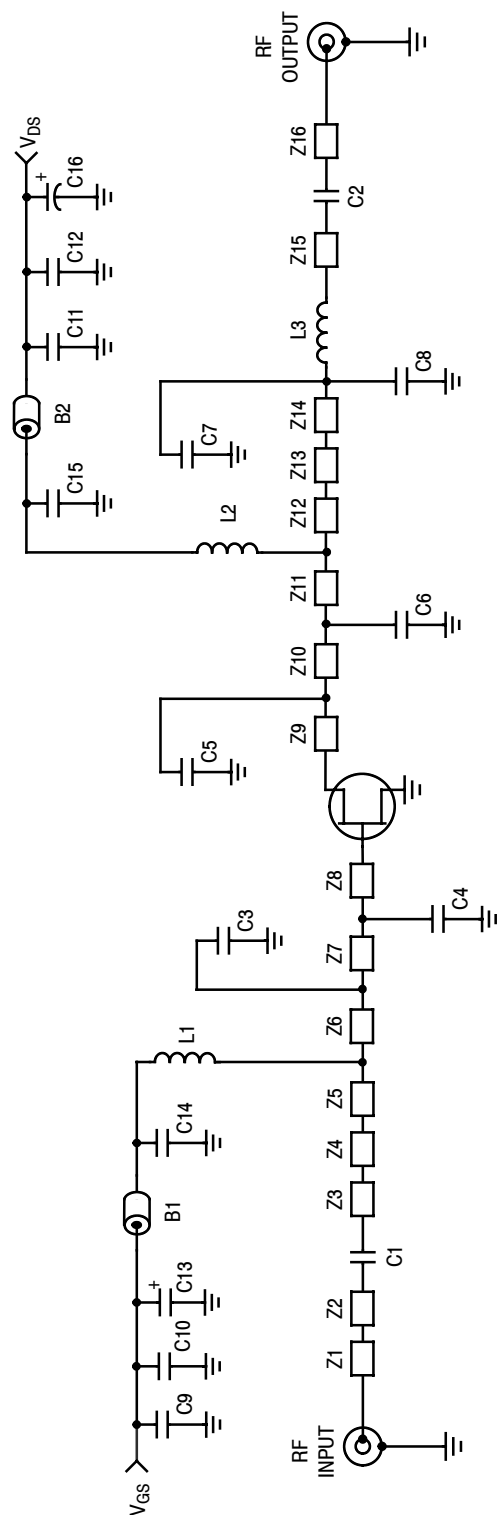 VGS
C9
C10
+
C13
B1
C14
L1
VDS
+
C16
C12
C11
B2
C15
L2
RF
INPUT
Z1
Z2
C1
Z3
Z4
Z5
Z6
C3
Z7
C4
Z8
Z9
C5
Z10
C6
Z11
Z12
Z13
Z14
C7
C8
L3
Z15
C2
Z16
RF
OUTPUT